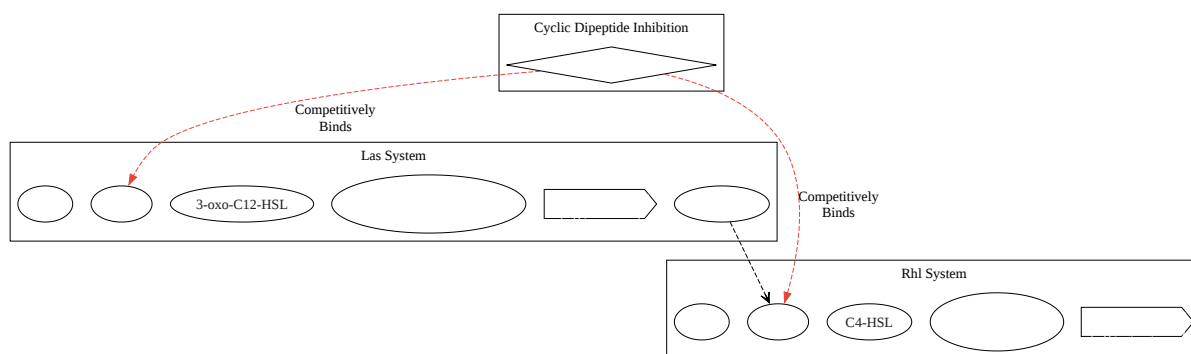 Cyclic Dipeptide Inhibition
Competitively
Binds
Las System
3-oxo-C12-HSL
Competitively
Binds
Rhl System
C4-HSL